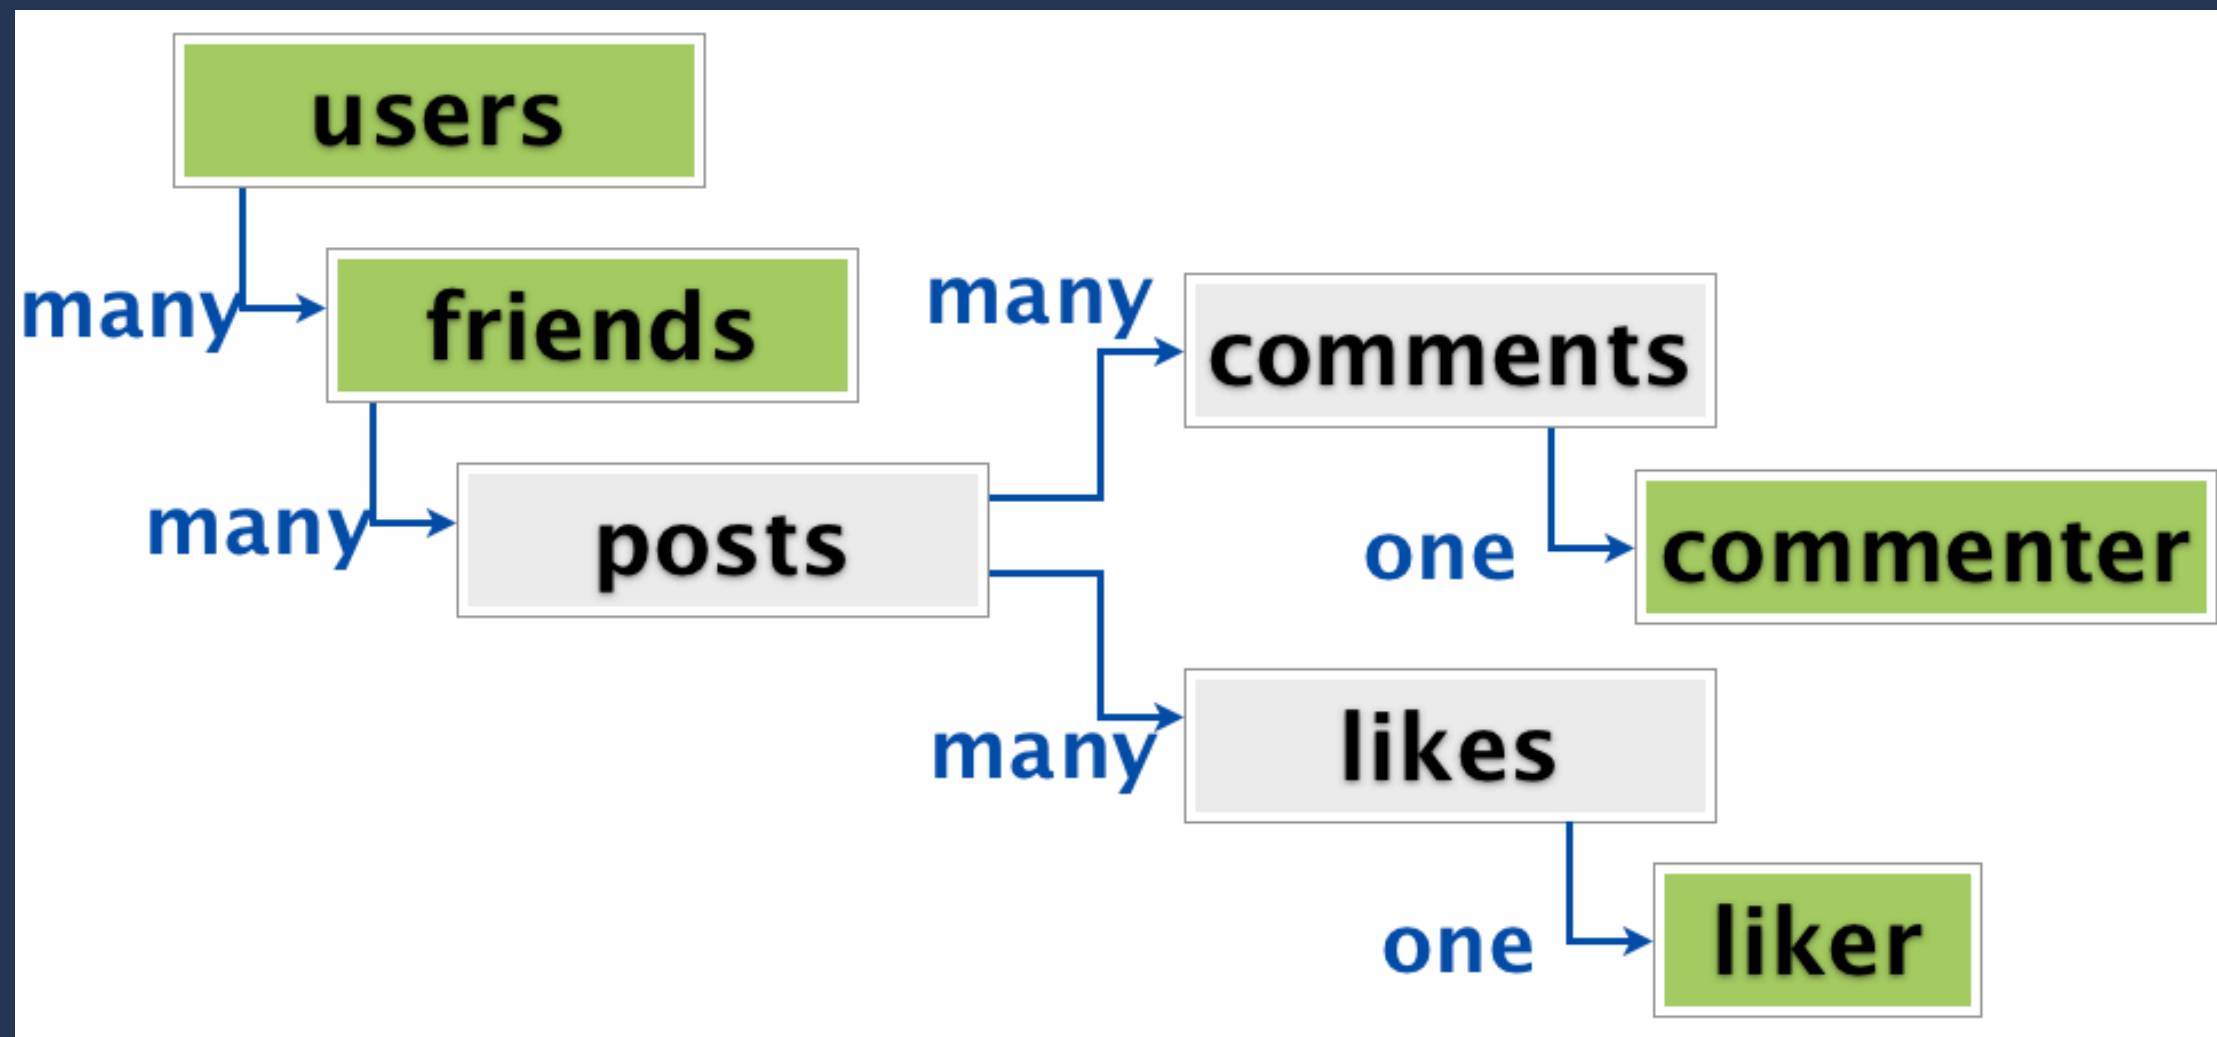 users
many
friends
many
comments
many
posts
one
commenter
many
likes
one
liker